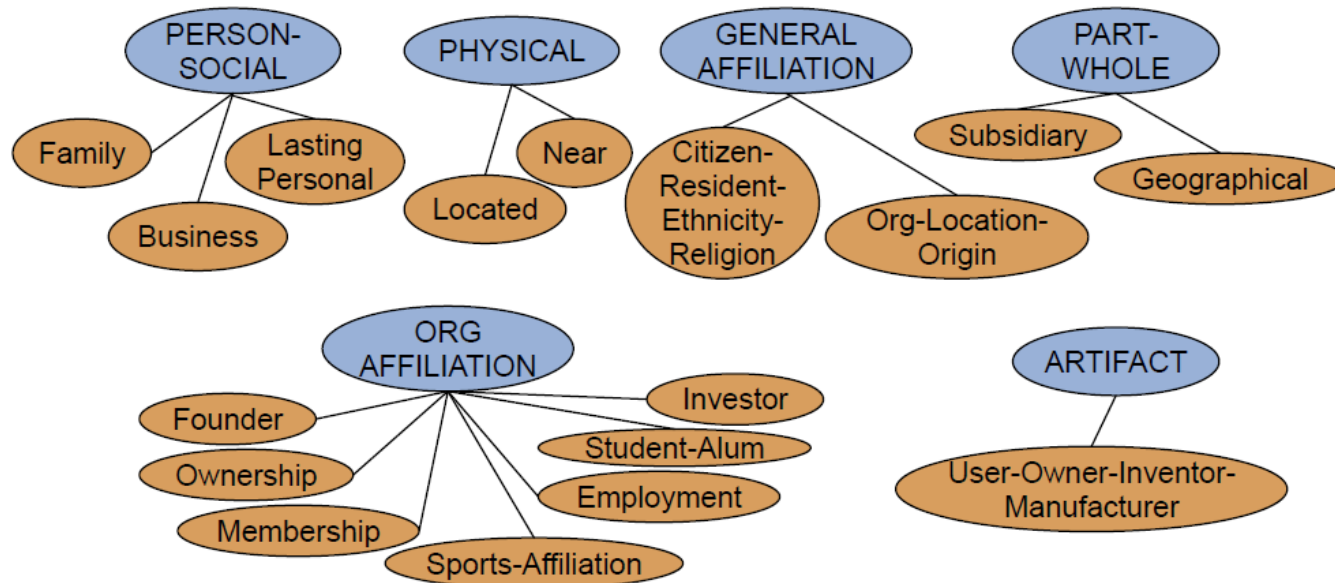 PERSON-
SOCIAL
PHYSICAL
GENERAL
AFFILIATION
PART-
WHOLE
Family
Lasting
Personal
Business
Near
Located
Citizen-
Resident-
Ethnicity-
Religion
Org-Location-
Origin
Subsidiary
Geographical
ORG
AFFILIATION
Founder
Ownership
Membership
Sports-Affiliation
Employment
Student-Alum
Investor
ARTIFACT
User-Owner-Inventor-
Manufacturer